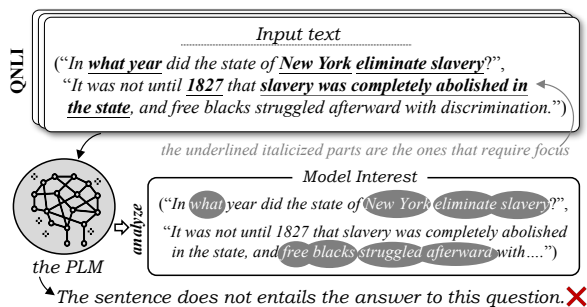 QNLI
Input text
(“In what year did the state of New York eliminate slavery?”,
“It was not until 1827 that slavery was completely abolished in
the state, and free blacks struggled afterward with discrimination.”)
the underlined italicized parts are the ones that require focus
Model Interest
(“In what year did the state of New York eliminate slavery?”,
“It was not until 1827 that slavery was completely abolished
in the state, and free blacks struggled afterward with....”)
analyze
the PLM
The sentence does not entails the answer to this question.